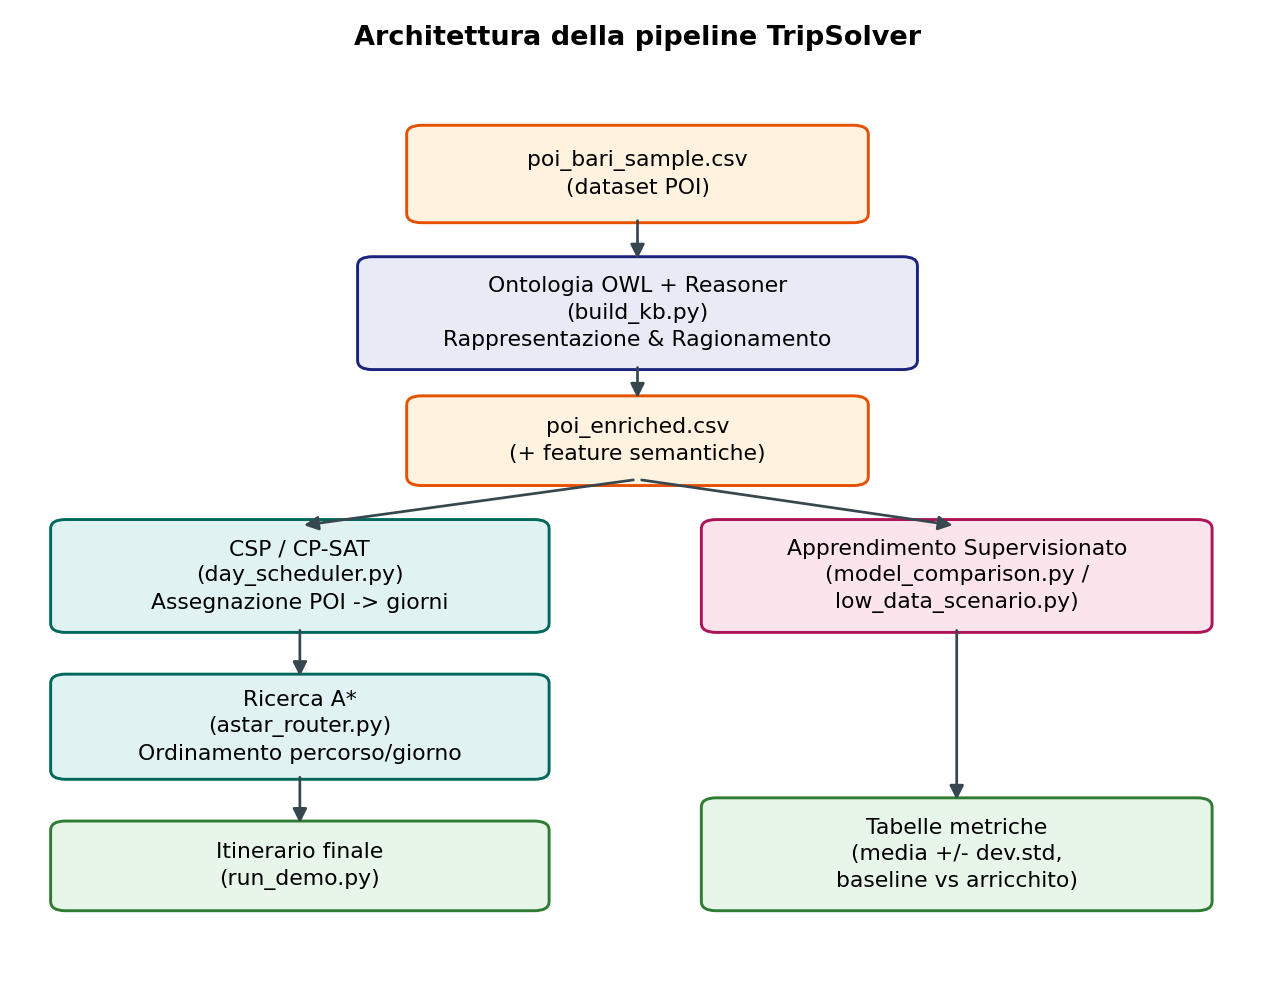 Architettura della pipeline TripSolver
poi_bari_sample.csv
(dataset POI)
Ontologia OWL + Reasoner
(build_kb.py)
Rappresentazione & Ragionamento
poi_enriched.csv
(+ feature semantiche)
CSP / CP-SAT
(day_scheduler.py)
Assegnazione POI -> giorni
Apprendimento Supervisionato
(model_comparison.py /
low_data_scenario.py)
Ricerca A*
(astar_router.py)
Ordinamento percorso/giorno
Itinerario finale
(run_demo.py)
Tabelle metriche
(media +/- dev.std,
baseline vs arricchito)